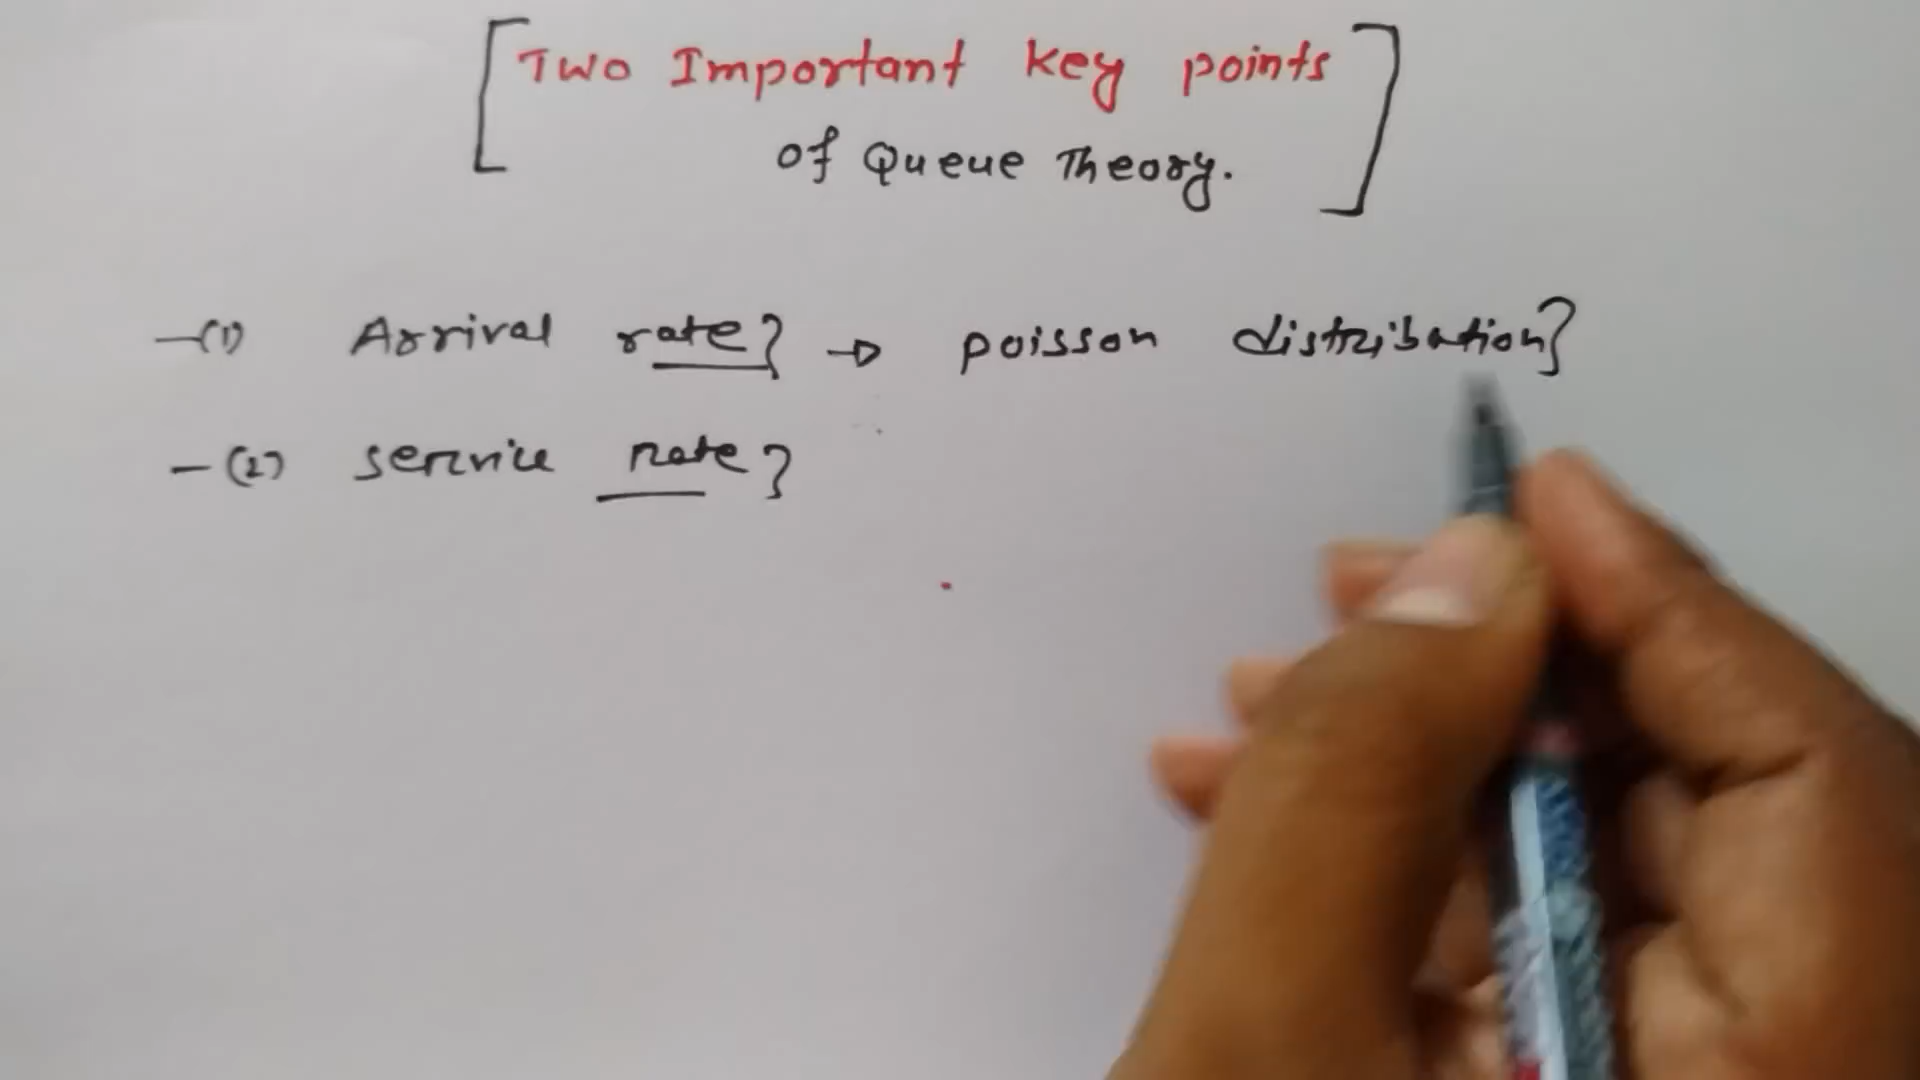 [Two Important key points
of Queue Theory.]
-(1) Arrival rate} → poisson distribution}
-(2) service rate}